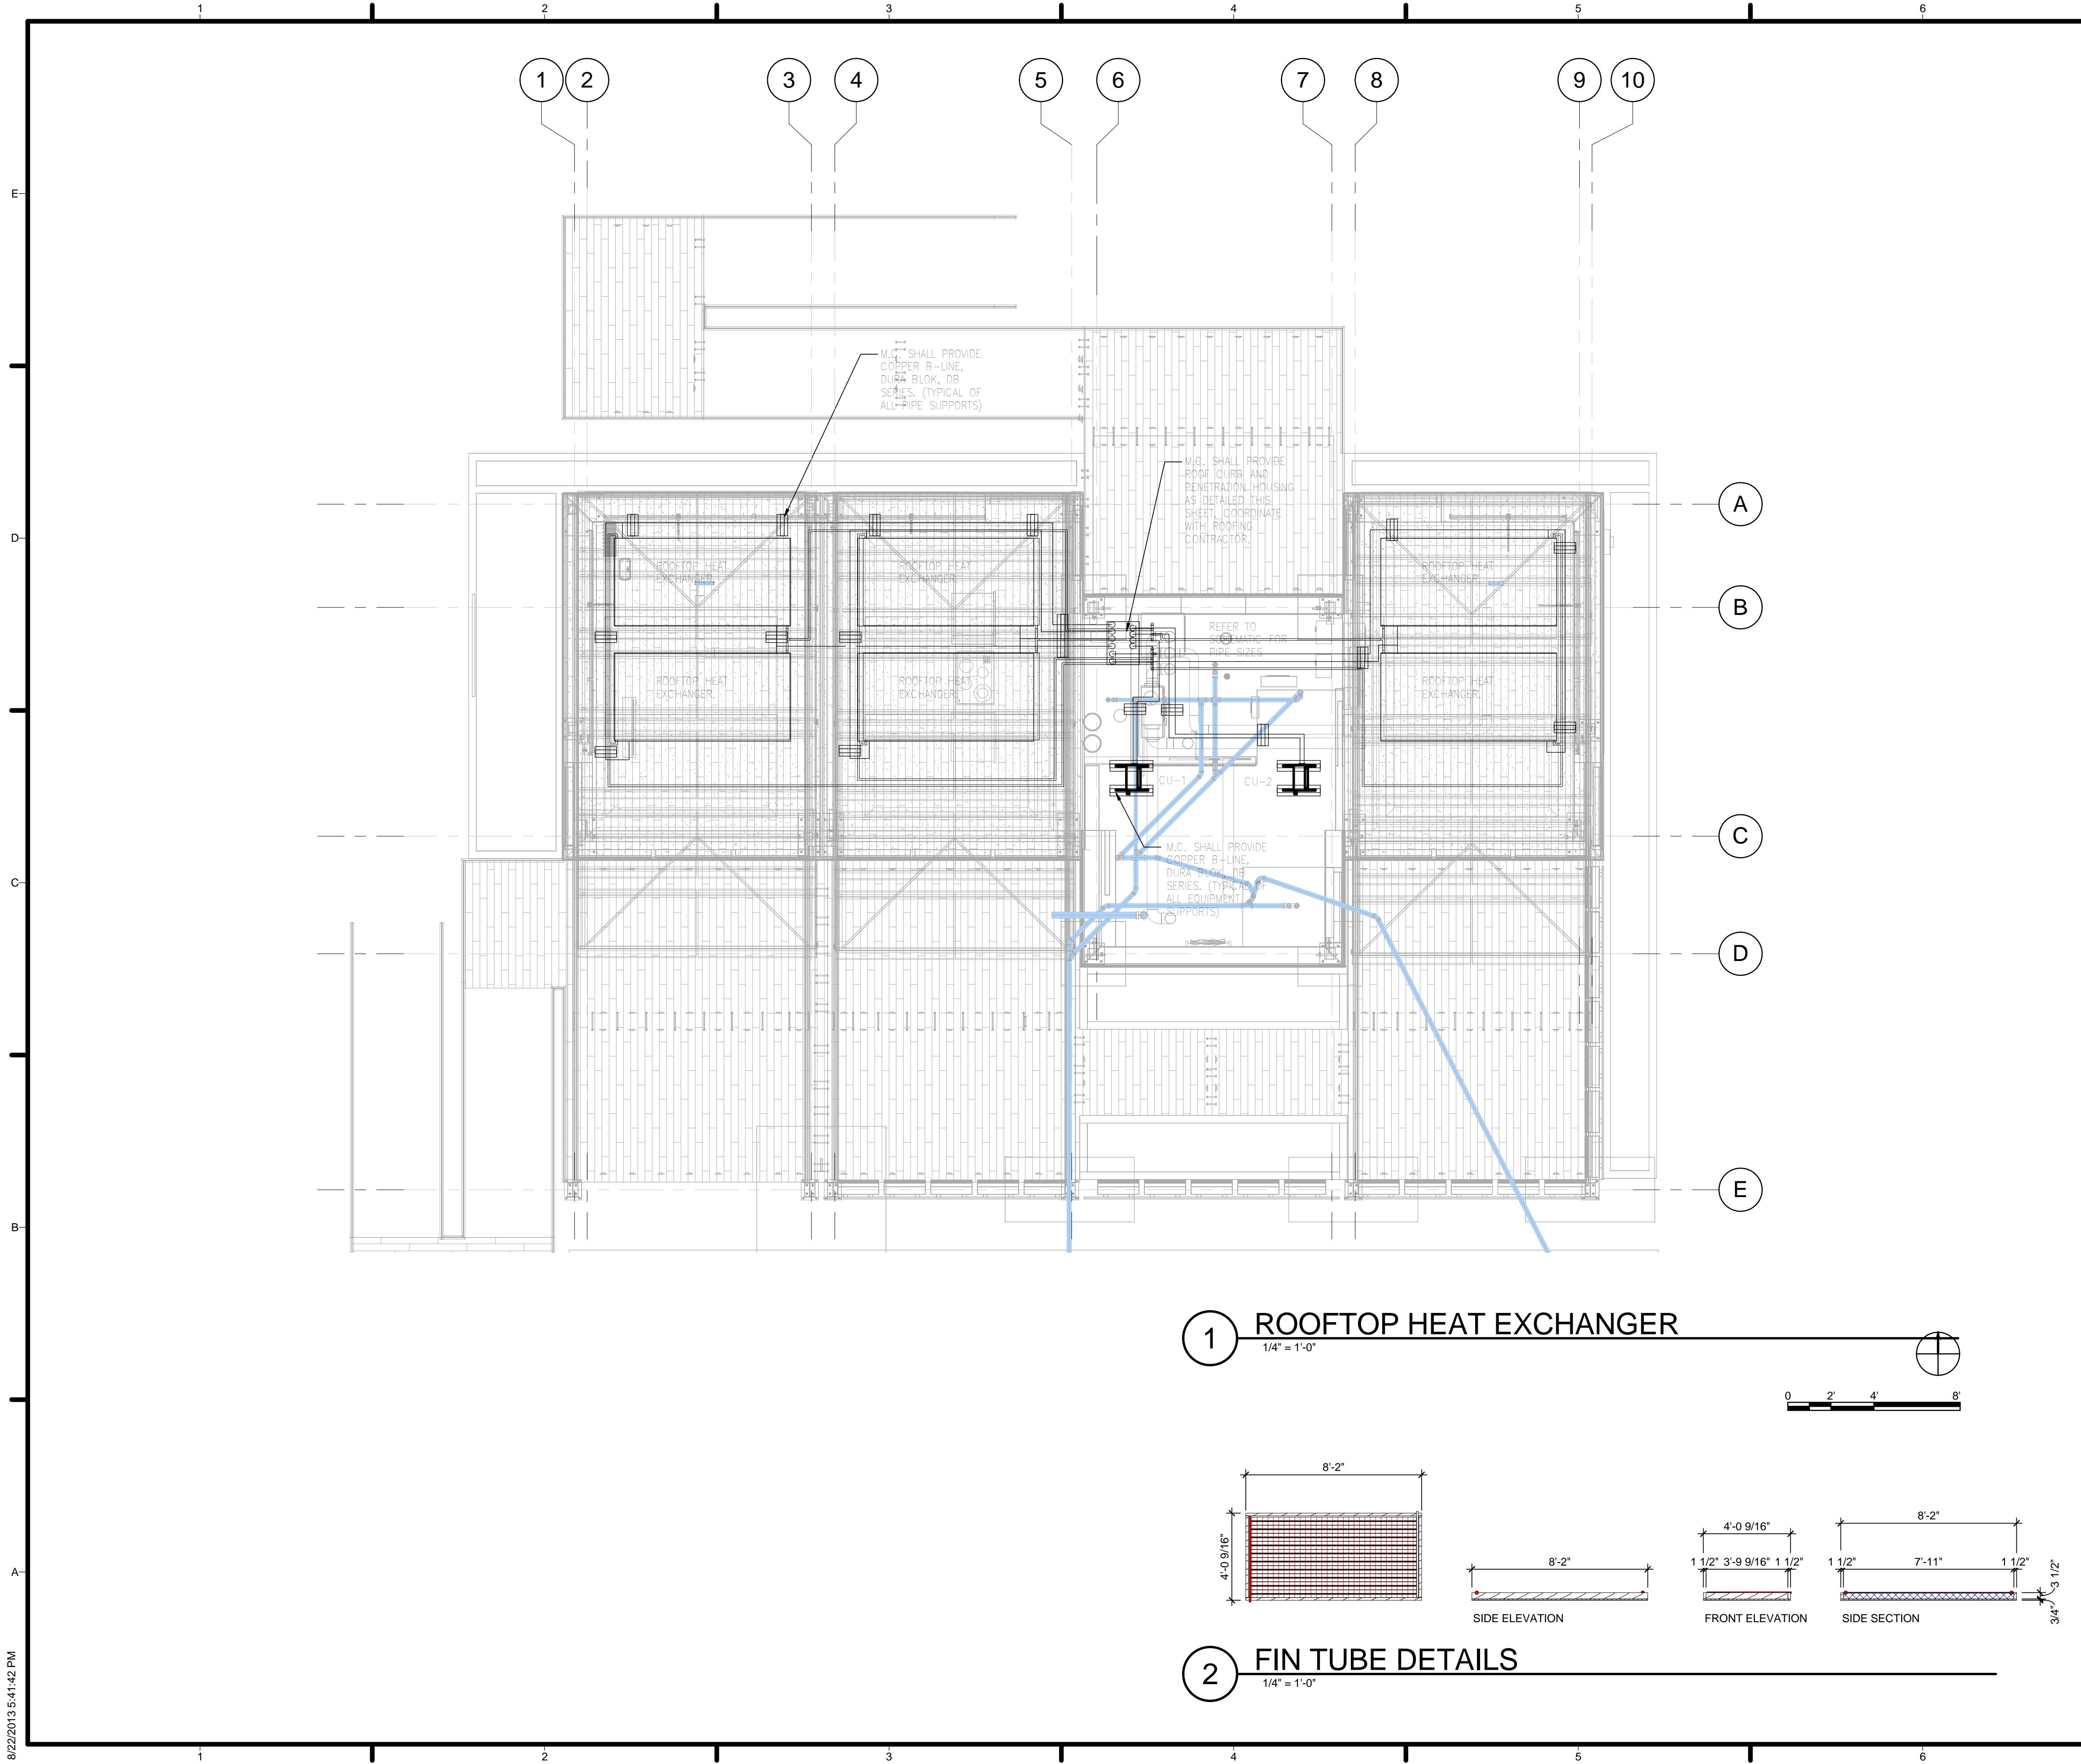 1 2 3 4 5 6
1 2 3 4 5 6 7 8 9 10
E
D
C
B
A
M.C. SHALL PROVIDE
COPPER B-LINE,
DURA BLOK, DB
SERIES. (TYPICAL OF
ALL PIPE SUPPORTS)
M.C. SHALL PROVIDE
ROOF CURB AND
PENETRATION HOUSING
AS DETAILED THIS
SHEET, COORDINATE
WITH ROOFING
CONTRACTOR.
A
B
C
D
E
ROOFTOP HEAT
EXCHANGER.
ROOFTOP HEAT
EXCHANGER.
ROOFTOP HEAT
EXCHANGER.
REFER TO
SCHEMATIC FOR
PIPE SIZES
ROOFTOP HEAT
EXCHANGER.
ROOFTOP HEAT
EXCHANGER.
ROOFTOP HEAT
EXCHANGER.
CU-1
CU-2
M.C. SHALL PROVIDE
COPPER B-LINE,
DURA BLOK, DB
SERIES. (TYPICAL OF
ALL EQUIPMENT
SUPPORTS)
1 ROOFTOP HEAT EXCHANGER
1/4" = 1'-0"
0 2' 4' 8'
8'-2"
4'-0 9/16"
8'-2"
SIDE ELEVATION
4'-0 9/16"
1 1/2" 3'-9 9/16" 1 1/2"
FRONT ELEVATION
8'-2"
1 1/2" 7'-11" 1 1/2"
3 1/2"
3/4"
SIDE SECTION
2 FIN TUBE DETAILS
1/4" = 1'-0"
8/22/2013 5:41:42 PM
1 2 3 4 5 6